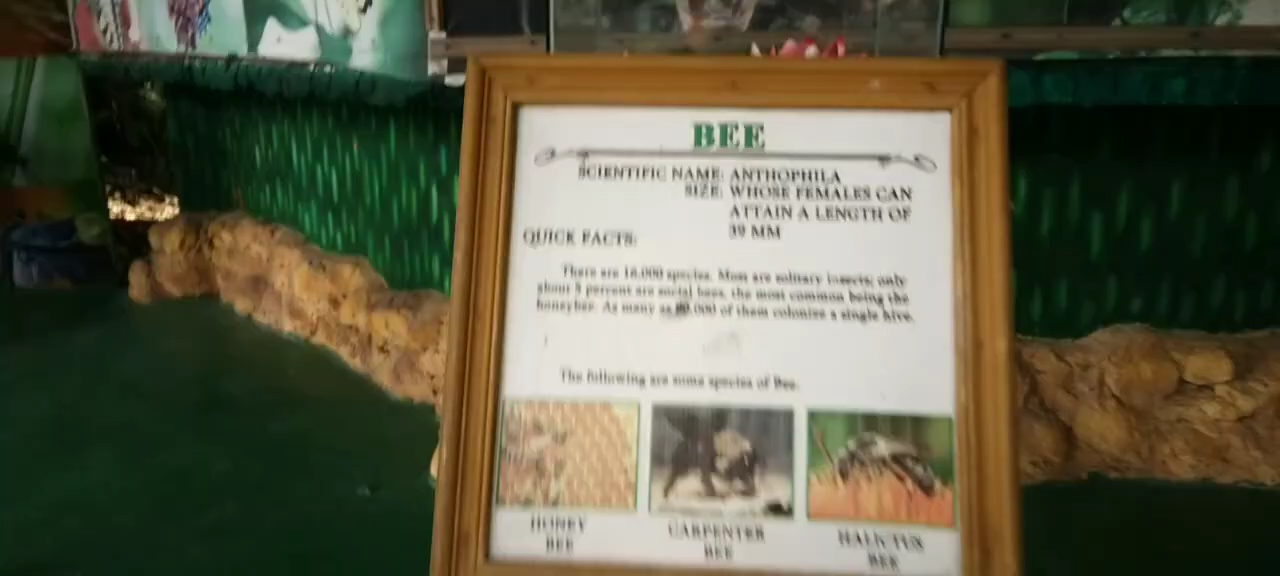 BEE
SCIENTIFIC NAME: ANTHOPHILA
SIZE: WHOSE FEMALES CAN
ATTAIN A LENGTH OF
39 MM
QUICK FACTS:
There are 16,000 species. Most are solitary insects; only
about 5 percent are social bees, the most common being the
honeybee. As many as 80,000 of them colonize a single hive.
The following are some species of Bee.
HONEY
BEE
CARPENTER
BEE
HALICTUS
BEE